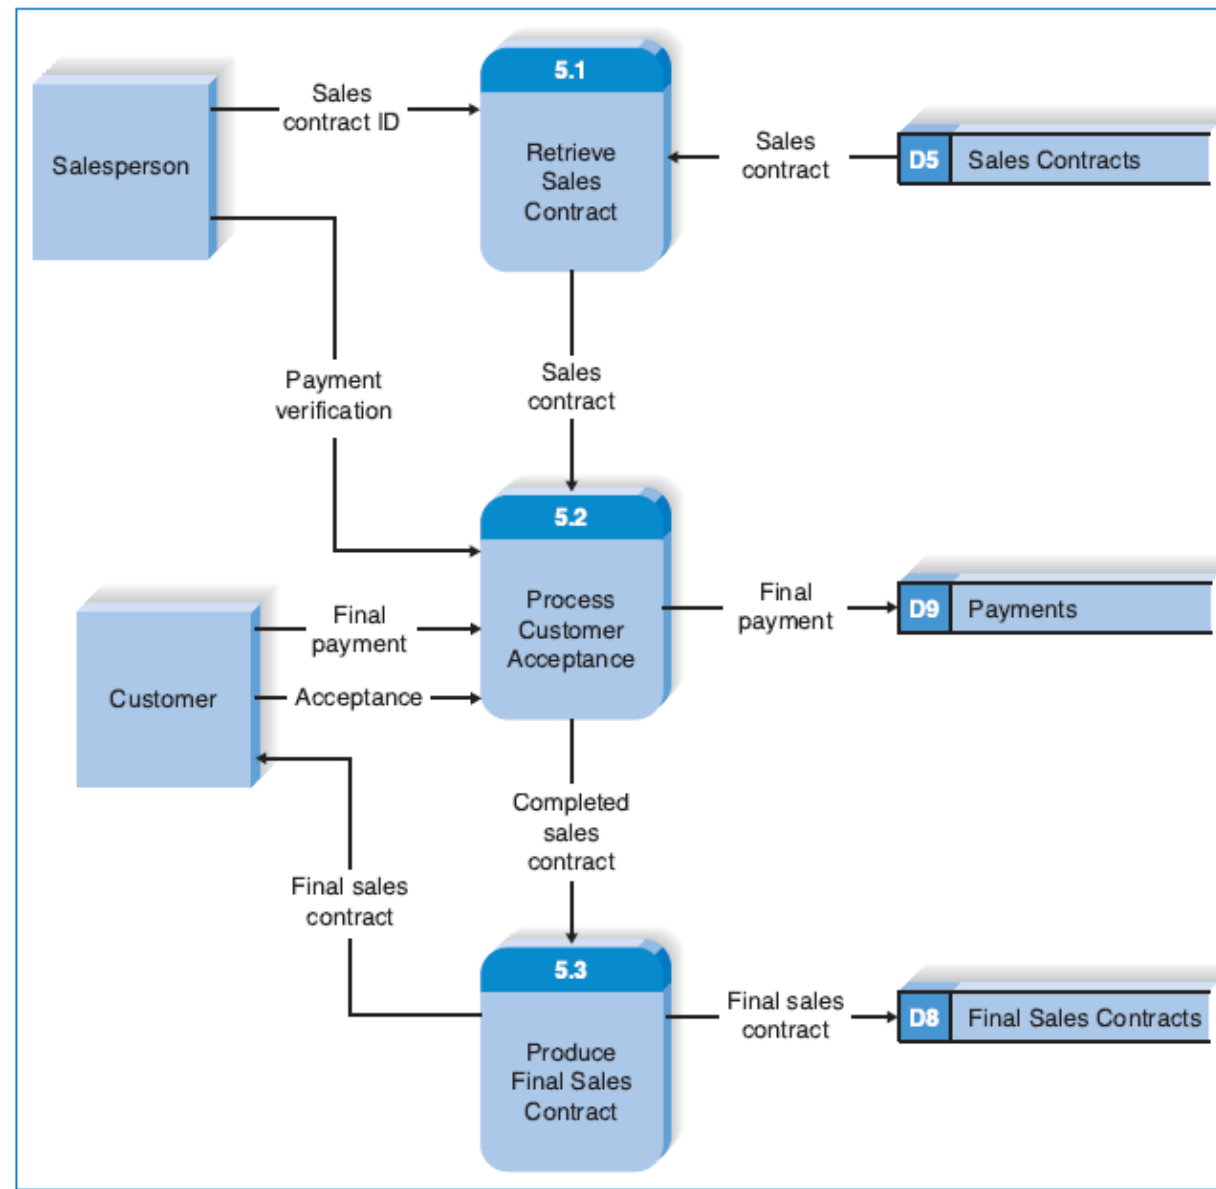 5.1
Sales
contract ID
Salesperson
Retrieve
Sales
Contract
Sales
contract
D5 Sales Contracts
Payment
verification
Sales
contract
5.2
Process
Customer
Acceptance
Final
payment
Acceptance
Customer
Final
payment
D9 Payments
Completed
sales
contract
Final sales
contract
5.3
Produce
Final Sales
Contract
Final sales
contract
D8 Final Sales Contracts